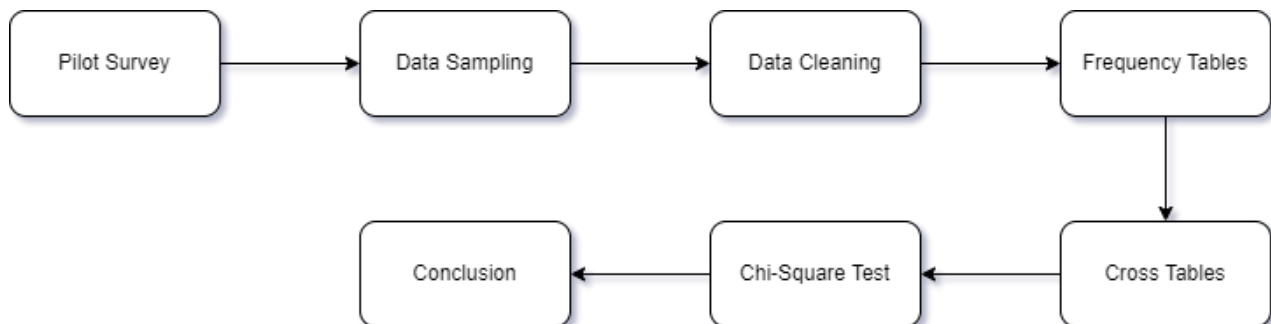 Pilot Survey
Data Sampling
Data Cleaning
Frequency Tables
Cross Tables
Chi-Square Test
Conclusion